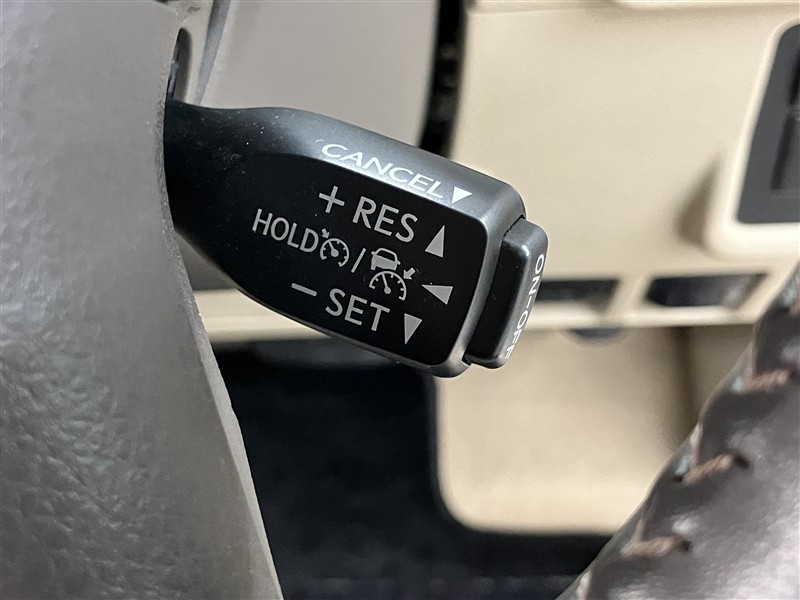 CANCEL▼
+ RES ▲
HOLD / ◀
− SET ▼
ON-OFF